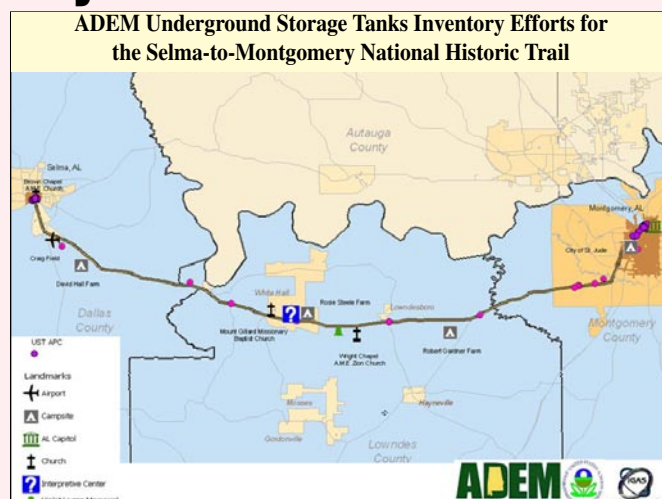 ADEM Underground Storage Tanks Inventory Efforts for
the Selma-to-Montgomery National Historic Trail
Autauga
County
Selma, AL
Brown Chapel
A.M.E. Church
Montgomery, AL
City of St. Jude
Craig Field
David Hall Farm
White Hall
Rosie Steele Farm
Lowndesboro
Dallas
County
Mount Gillard Missionary
Baptist Church
Wright Chapel
A.M.E. Zion Church
Robert Gardner Farm
Montgomery
County
UST APC
Landmarks
Airport
Campsite
AL Capitol
Church
Interpretive Center
Mosses
Hayneville
Gordonville
Lowndes
County
ADEM
IGAS